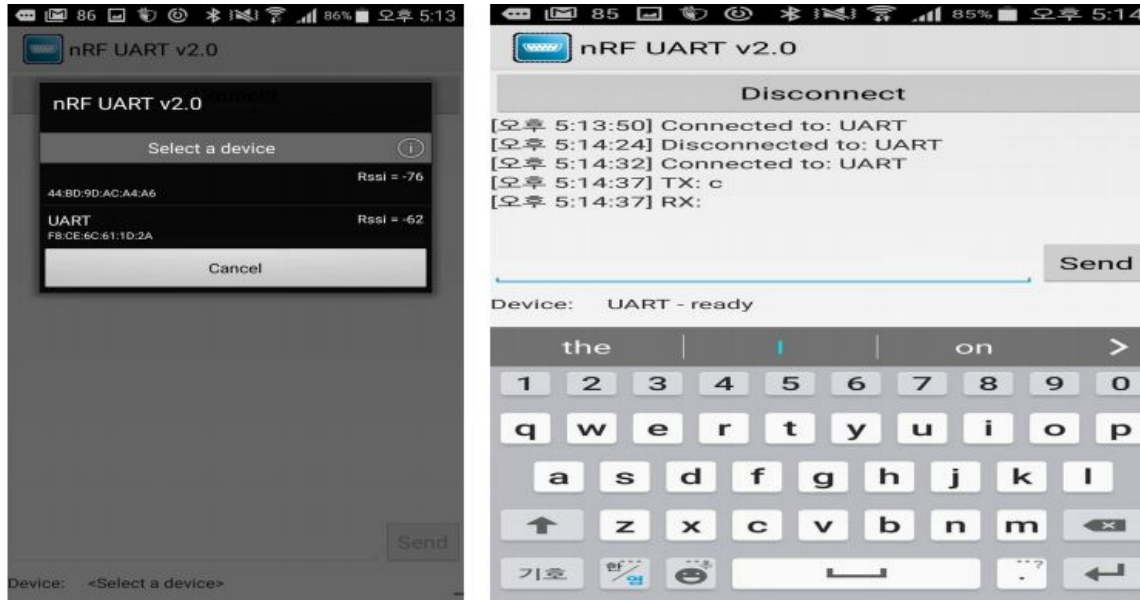 86 86% 오후 5:13
nRF UART v2.0
nRF UART v2.0
Select a device
Rssi = -76
44:BD:9D:AC:A4:A6
UART Rssi = -62
F8:CE:6C:61:1D:2A
Cancel
Send
Device: <Select a device>
85 85% 오후 5:14
nRF UART v2.0
Disconnect
[오후 5:13:50] Connected to: UART
[오후 5:14:24] Disconnected to: UART
[오후 5:14:32] Connected to: UART
[오후 5:14:37] TX: c
[오후 5:14:37] RX:
Send
Device: UART - ready
the I on >
1 2 3 4 5 6 7 8 9 0
q w e r t y u i o p
a s d f g h j k l
z x c v b n m
기호 한/영 . ?